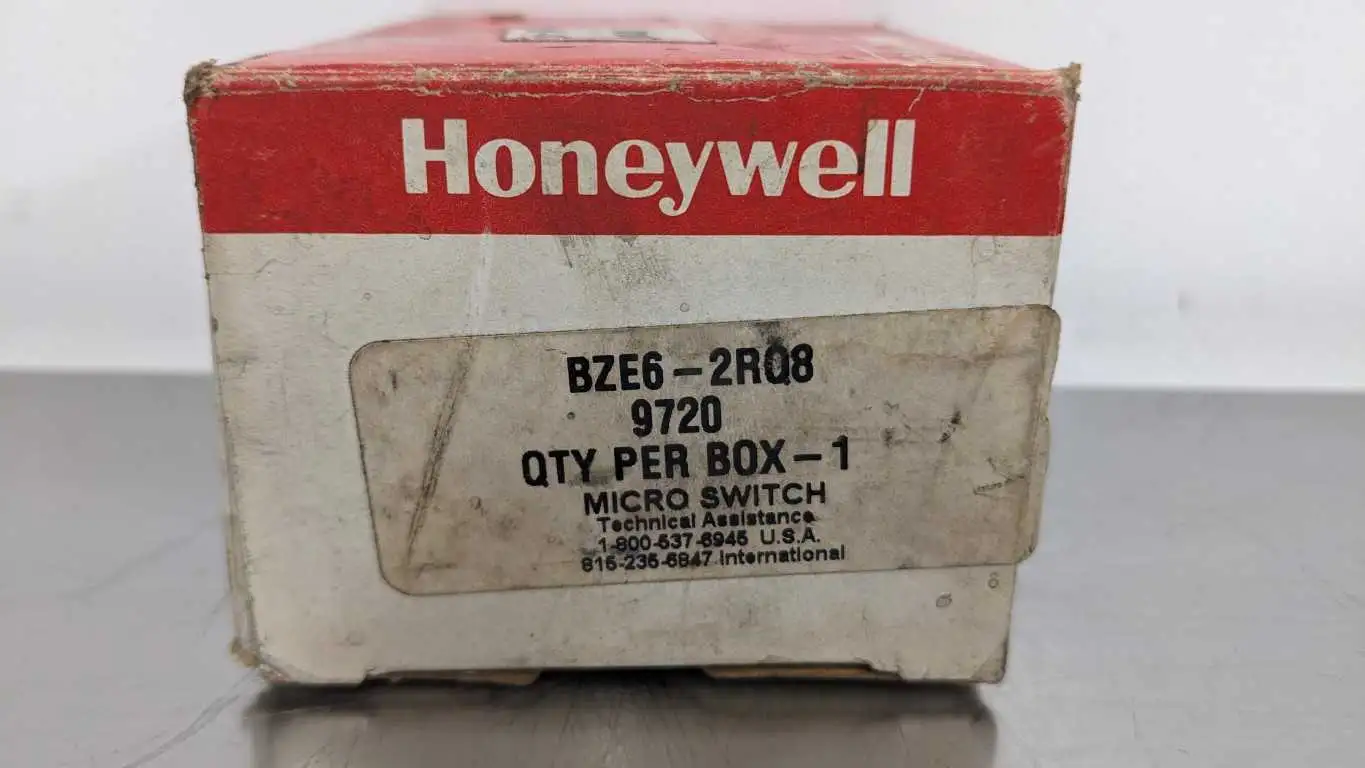 Honeywell
BZE6-2RQ8
9720
QTY PER BOX-1
MICRO SWITCH
Technical Assistance
1-800-537-6945 U.S.A.
815-235-6847 International